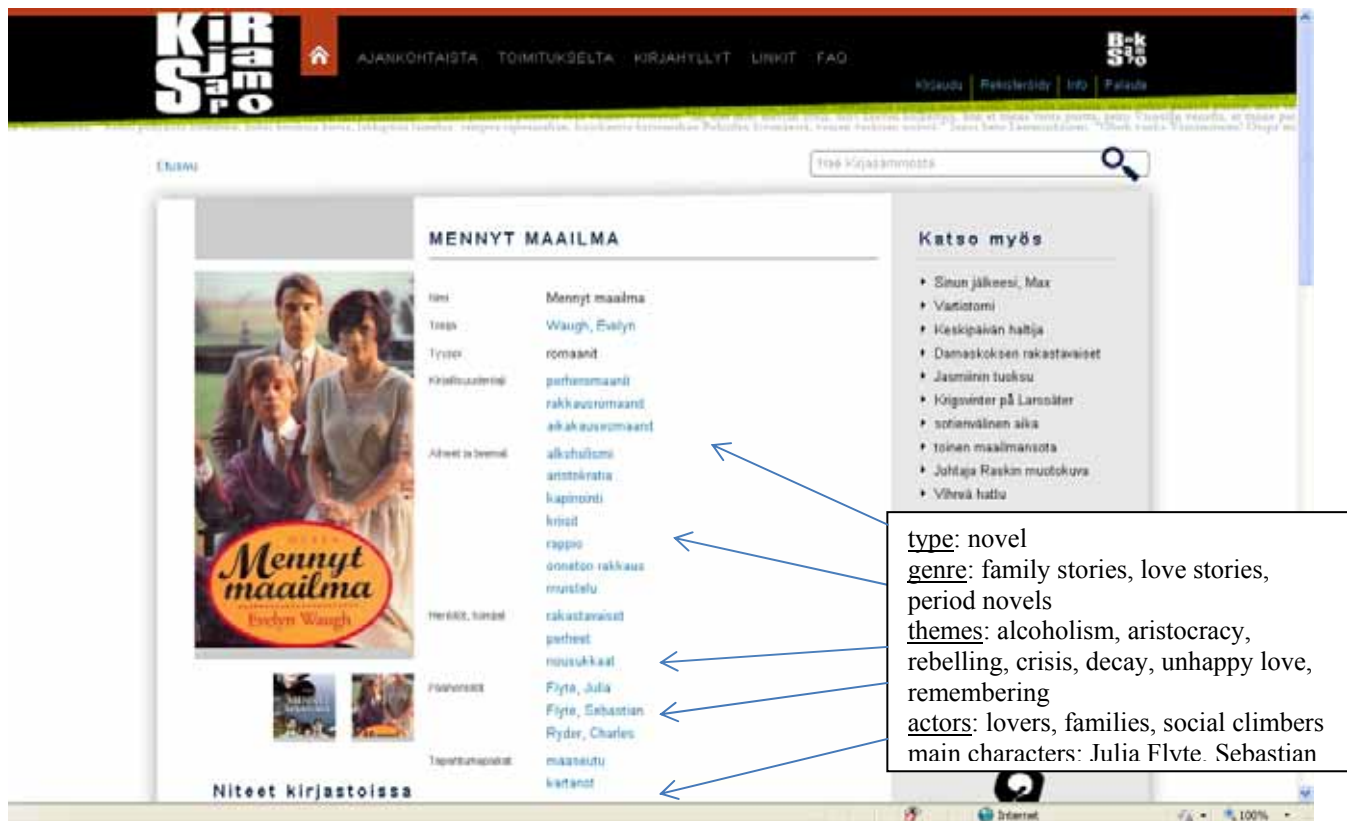 KiR
Kirja
Sampo
AJANKOHTAISTA TOIMITUKSELTA KIRJAHYLLYT LINKIT FAQ
Kirjaudu Rekisteröidy Info Palaute
Etusivu
Hae Kirjasammosta
MENNYT MAAILMA
Nimi Mennyt maailma
Tekijä Waugh, Evelyn
Tyyppi romaanit
Kirjallisuudenlaji perheromaanit
rakkausromaanit
aikakausromaanit
Aiheet ja teemat alkoholismi
aristokratia
kapinointi
kriisit
rappio
onneton rakkaus
muistelu
rakastavaiset
perheet
nousukkaat
Päähenkilöt Flyte, Julia
Flyte, Sebastian
Ryder, Charles
Tapahtumapaikat maaseutu
kartanot
Mennyt
maailma
Evelyn Waugh
Niteet kirjastoissa
Katso myös
Sinun jälkeesi, Max
Vartiotorni
Keskipäivän haltija
Damaskoksen rakastavaiset
Jasmiinin tuoksu
Krigsvinter på Larssäter
sotienvälinen aika
toinen maailmansota
Johtaja Raskin muotokuva
Vihreä hattu
type: novel
genre: family stories, love stories,
period novels
themes: alcoholism, aristocracy,
rebelling, crisis, decay, unhappy love,
remembering
actors: lovers, families, social climbers
main characters: Julia Flyte, Sebastian
Internet 100%